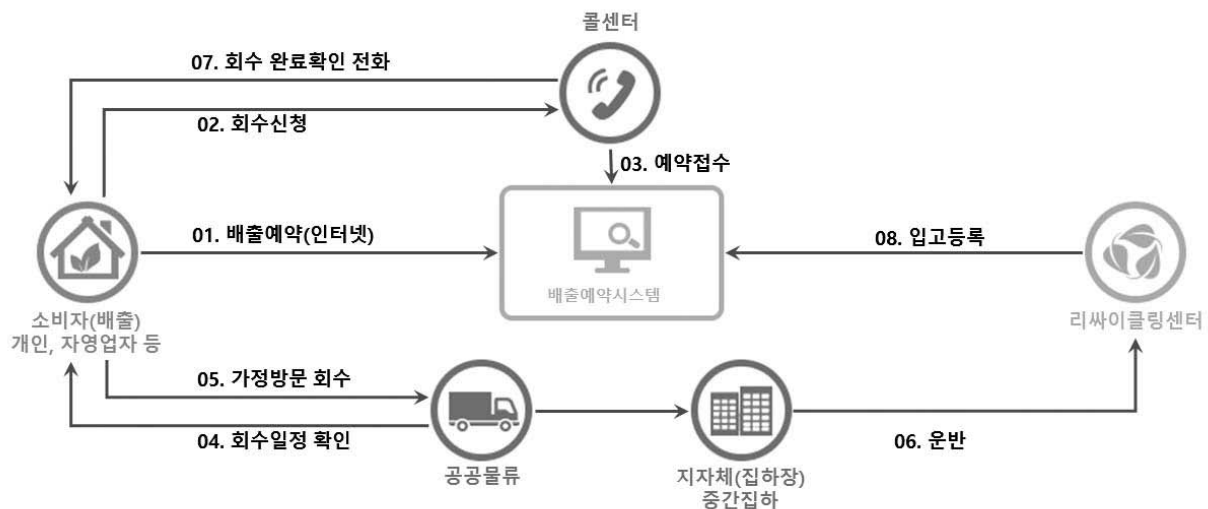 콜센터
07. 회수 완료확인 전화
02. 회수신청
03. 예약접수
01. 배출예약(인터넷)
08. 입고등록
배출예약시스템
소비자(배출)
개인, 자영업자 등
리싸이클링센터
05. 가정방문 회수
04. 회수일정 확인
06. 운반
공공물류
지자체(집하장)
중간집하